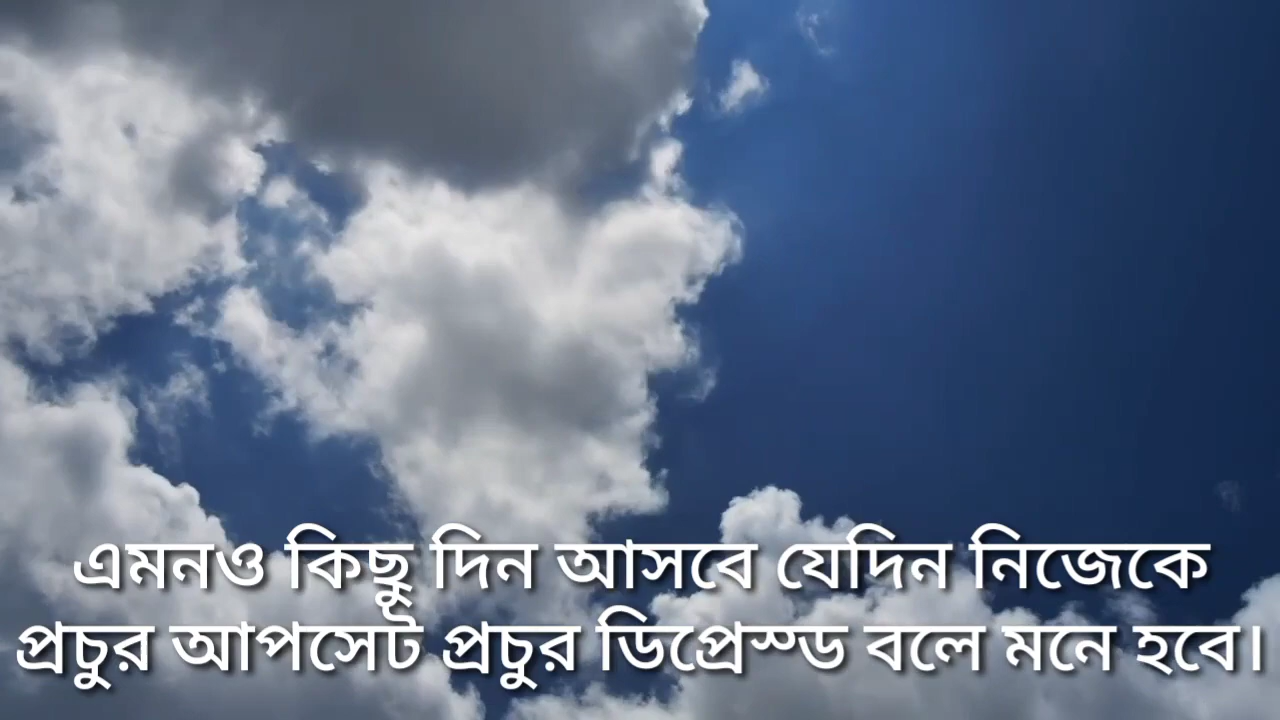 এমনও কিছু দিন আসবে যেদিন নিজেকে
প্রচুর আপসেট প্রচুর ডিপ্রেস্ড বলে মনে হবে।